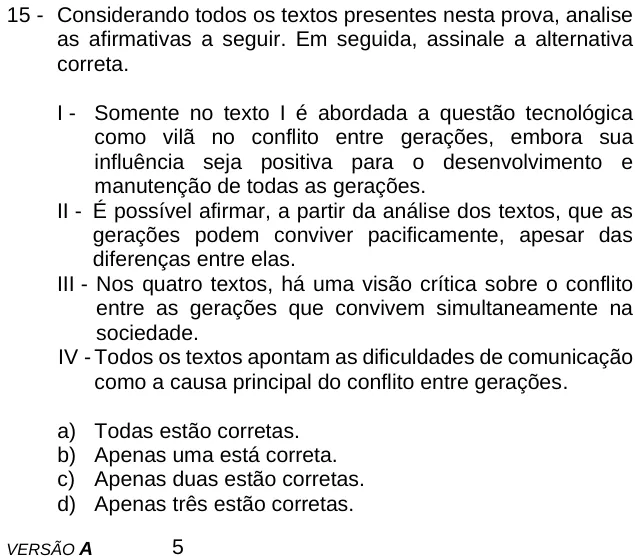 15 - Considerando todos os textos presentes nesta prova, analise
as afirmativas a seguir. Em seguida, assinale a alternativa
correta.
I - Somente no texto I é abordada a questão tecnológica
como vilã no conflito entre gerações, embora sua
influência seja positiva para o desenvolvimento e
manutenção de todas as gerações.
II - É possível afirmar, a partir da análise dos textos, que as
gerações podem conviver pacificamente, apesar das
diferenças entre elas.
III - Nos quatro textos, há uma visão crítica sobre o conflito
entre as gerações que convivem simultaneamente na
sociedade.
IV - Todos os textos apontam as dificuldades de comunicação
como a causa principal do conflito entre gerações.
a) Todas estão corretas.
b) Apenas uma está correta.
c) Apenas duas estão corretas.
d) Apenas três estão corretas.
VERSÃO A 5